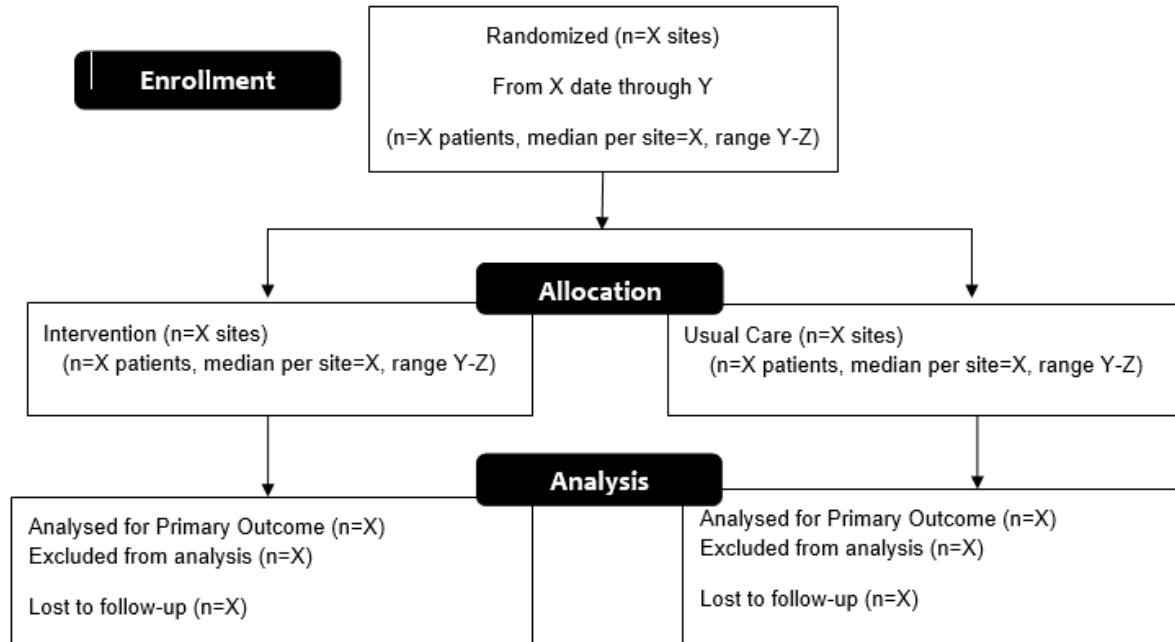 Enrollment
Randomized (n=X sites)
From X date through Y
(n=X patients, median per site=X, range Y-Z)
Allocation
Intervention (n=X sites)
(n=X patients, median per site=X, range Y-Z)
Usual Care (n=X sites)
(n=X patients, median per site=X, range Y-Z)
Analysis
Analysed for Primary Outcome (n=X)
Excluded from analysis (n=X)
Lost to follow-up (n=X)
Analysed for Primary Outcome (n=X)
Excluded from analysis (n=X)
Lost to follow-up (n=X)